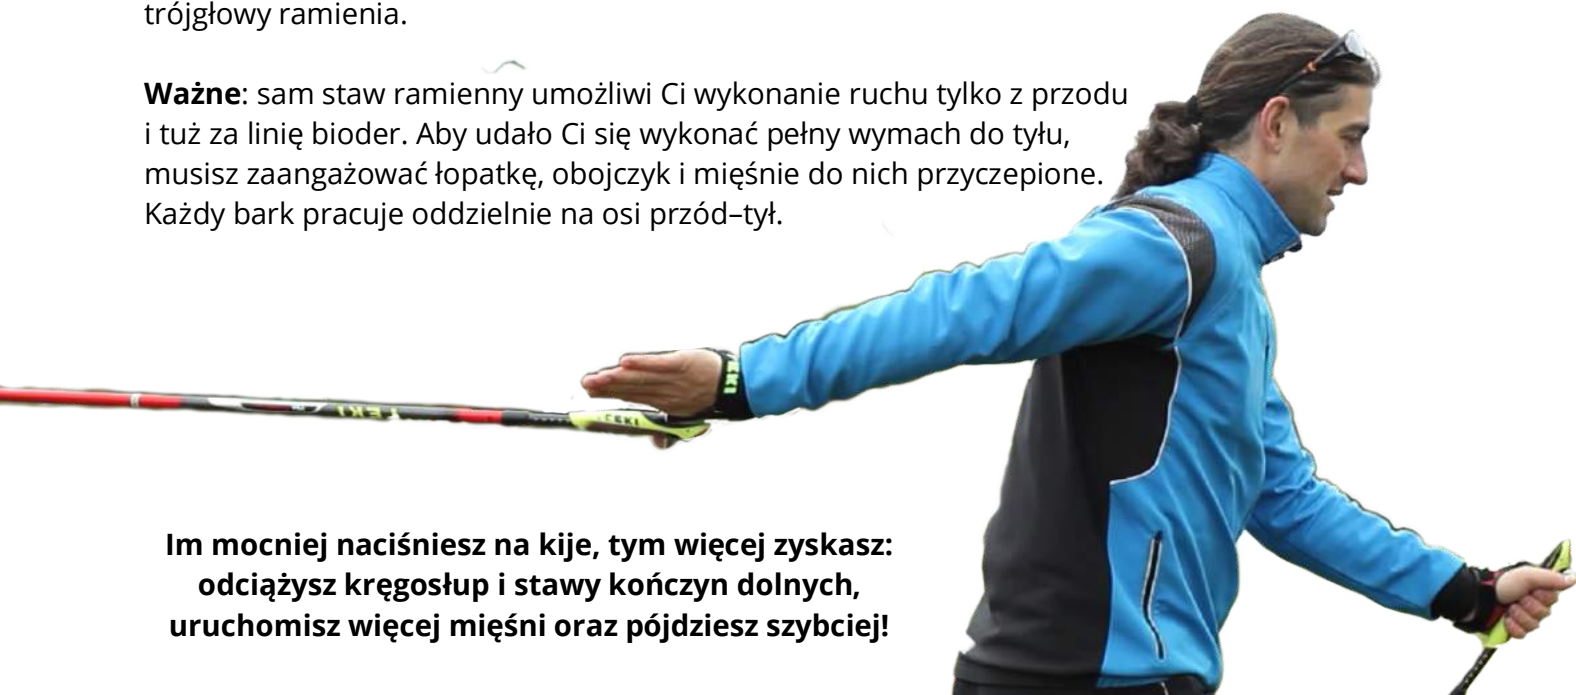 trójgłowy ramienia.
Ważne: sam staw ramienny umożliwi Ci wykonanie ruchu tylko z przodu
i tuż za linię bioder. Aby udało Ci się wykonać pełny wymach do tyłu,
musisz zaangażować łopatkę, obojczyk i mięśnie do nich przyczepione.
Każdy bark pracuje oddzielnie na osi przód–tył.
Im mocniej naciśniesz na kije, tym więcej zyskasz:
odciążysz kręgosłup i stawy kończyn dolnych,
uruchomisz więcej mięśni oraz pójdziesz szybciej!